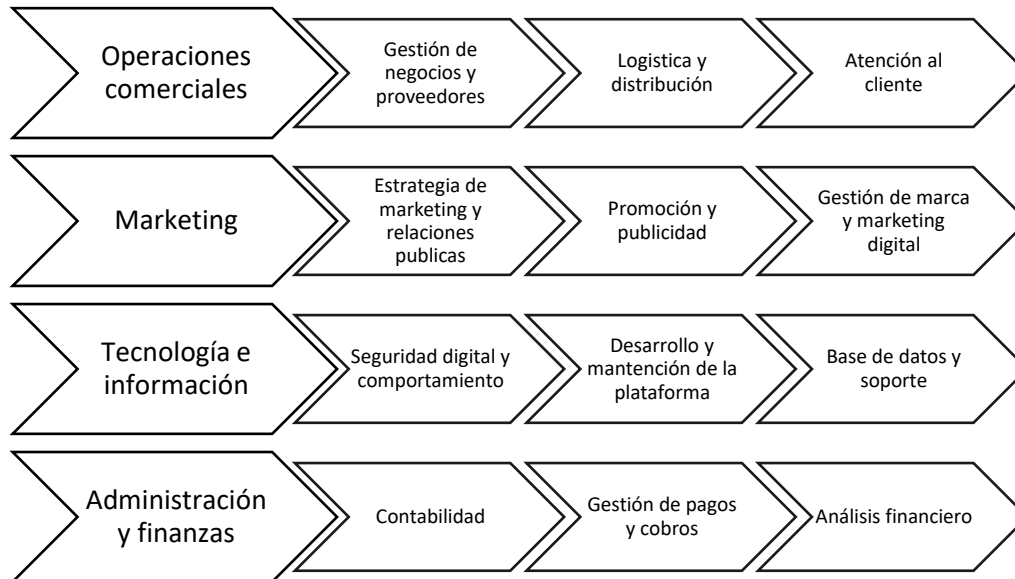 Operaciones
comerciales
Gestión de
negocios y
proveedores
Logistica y
distribución
Atención al
cliente
Marketing
Estrategia de
marketing y
relaciones
publicas
Promoción y
publicidad
Gestión de marca
y marketing
digital
Tecnología e
información
Seguridad digital y
comportamiento
Desarrollo y
mantención de la
plataforma
Base de datos y
soporte
Administración
y finanzas
Contabilidad
Gestión de pagos
y cobros
Análisis financiero